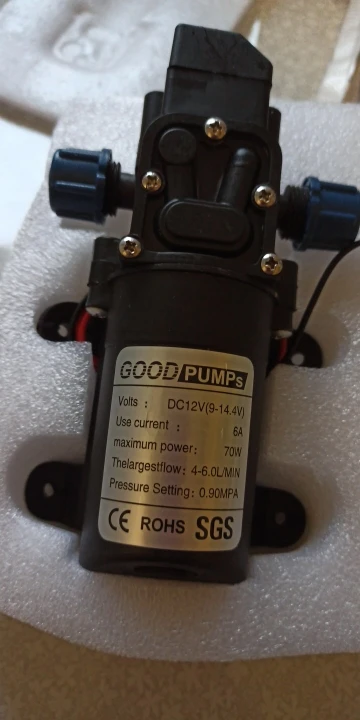 GOOD PUMPs
Volts : DC12V(9-14.4V)
Use current : 6A
maximum power: 70W
Thelargestflow: 4-6.0L/MIN
Pressure Setting: 0.90MPA
CE ROHS SGS